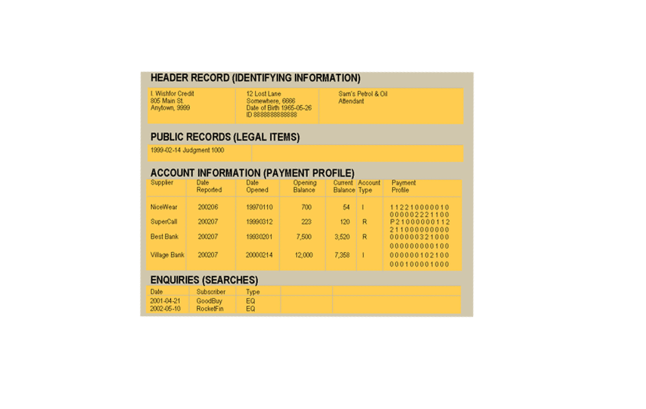 HEADER RECORD (IDENTIFYING INFORMATION)
I. Wishfor Credit 12 Lost Lane Sam's Petrol & Oil
805 Main St. Somewhere, 6666 Attendant
Anytown, 9999 Date of Birth 1965-05-26
ID 8888888888888
PUBLIC RECORDS (LEGAL ITEMS)
1999-02-14 Judgment 1000
ACCOUNT INFORMATION (PAYMENT PROFILE)
Supplier Date Date Opening Current Account Payment
Reported Opened Balance Balance Type Profile
NiceWear 200206 19970110 700 54 I 112210000010
000002221100
SuperCall 200207 19990312 223 120 R P21000000112
211000000000
Best Bank 200207 19930201 7,500 3,520 R 000000321000
000000000100
Village Bank 200207 20000214 12,000 7,358 I 000000102100
000100001000
ENQUIRIES (SEARCHES)
Date Subscriber Type
2001-04-21 GoodBuy EQ
2002-05-10 RocketFin EQ